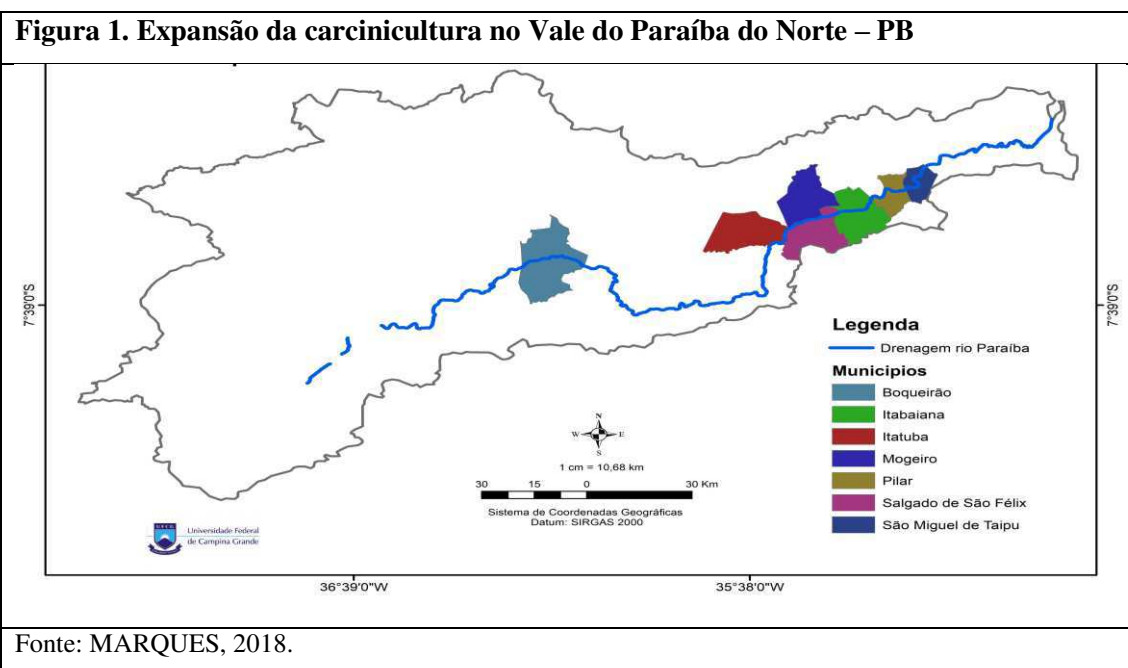 Figura 1. Expansão da carcinicultura no Vale do Paraíba do Norte – PB
7°39'0"S
7°39'0"S
Legenda
Drenagem rio Paraíba
Municipios
Boqueirão
Itabaiana
Itatuba
Mogeiro
Pilar
Salgado de São Félix
São Miguel de Taipu
N
W
E
S
1 cm = 10,68 km
30 15 0 30 Km
Sistema de Coordenadas Geográficas
Datum: SIRGAS 2000
UFCG
Universidade Federal
de Campina Grande
36°39'0"W
35°38'0"W
Fonte: MARQUES, 2018.